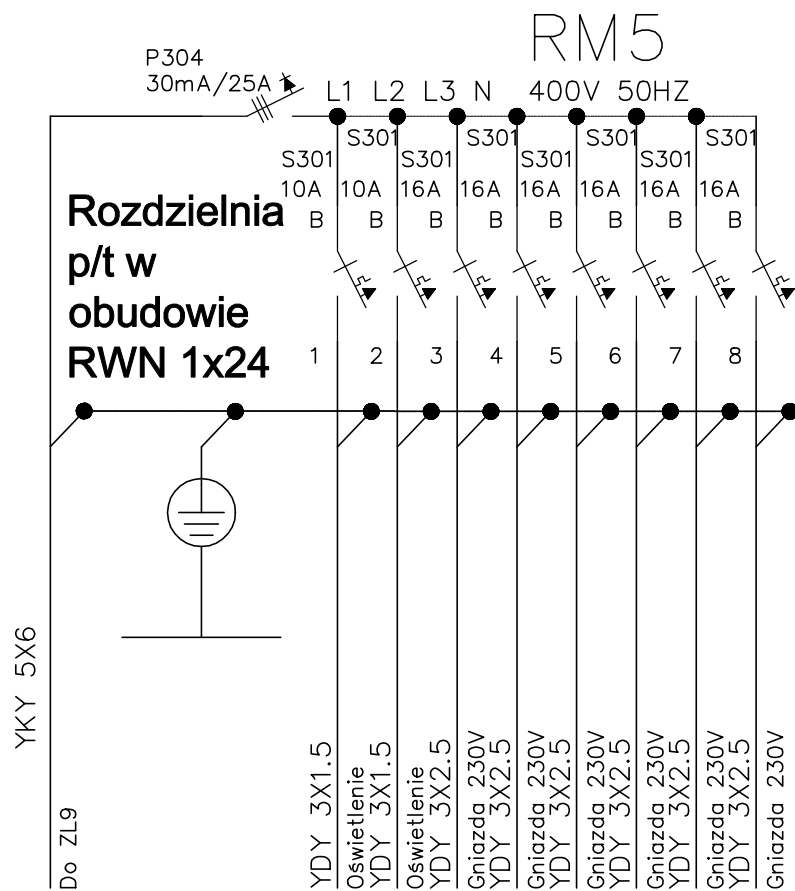 RM5
P304
30mA/25A
L1 L2 L3 N 400V 50HZ
S301 S301 S301 S301
S301 S301 S301 S301
10A 10A 16A 16A 16A 16A 16A 16A
B B B B B B B B
Rozdzielnia
p/t w
obudowie
RWN 1x24
1 2 3 4 5 6 7 8
YKY 5X6
Do ZL9
YDY 3X1.5
Oświetlenie
YDY 3X1.5
Oświetlenie
YDY 3X2.5
Gniazda 230V
YDY 3X2.5
Gniazda 230V
YDY 3X2.5
Gniazda 230V
YDY 3X2.5
Gniazda 230V
YDY 3X2.5
Gniazda 230V
YDY 3X2.5
Gniazda 230V